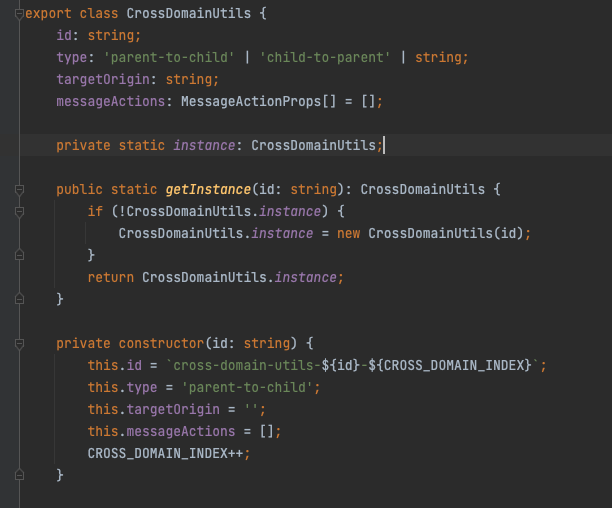 export class CrossDomainUtils {
    id: string;
    type: 'parent-to-child' | 'child-to-parent' | string;
    targetOrigin: string;
    messageActions: MessageActionProps[] = [];
    private static instance: CrossDomainUtils;
    public static getInstance(id: string): CrossDomainUtils {
        if (!CrossDomainUtils.instance) {
            CrossDomainUtils.instance = new CrossDomainUtils(id);
        }
        return CrossDomainUtils.instance;
    }
    private constructor(id: string) {
        this.id = `cross-domain-utils-${id}-${CROSS_DOMAIN_INDEX}`;
        this.type = 'parent-to-child';
        this.targetOrigin = '';
        this.messageActions = [];
        CROSS_DOMAIN_INDEX++;
    }